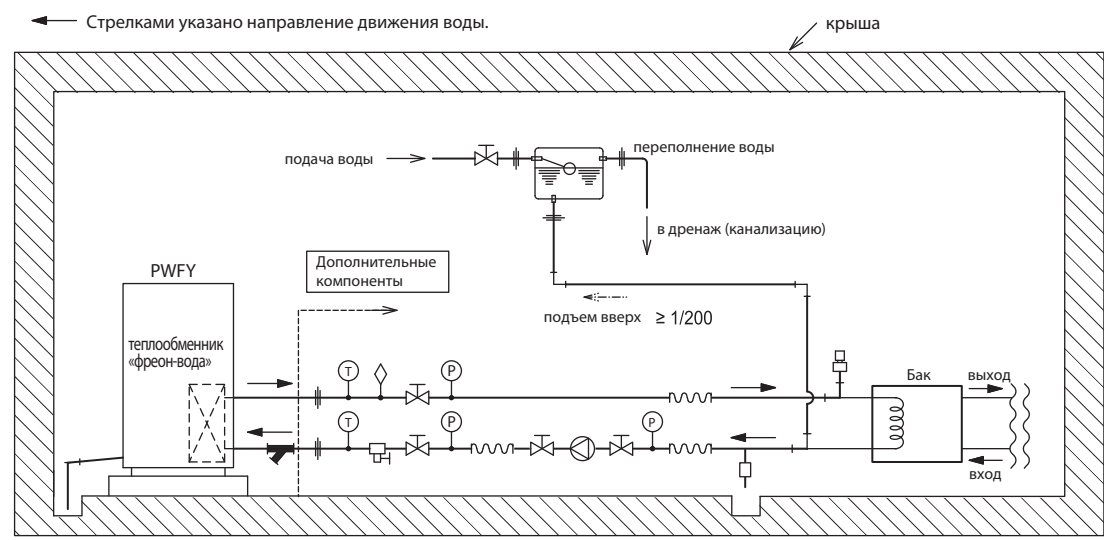 Стрелками указано направление движения воды.
крыша
подача воды
переполнение воды
в дренаж (канализацию)
Дополнительные
компоненты
PWFY
подъем вверх ≥ 1/200
теплообменник
«фреон-вода»
T
P
Бак
выход
T
P
P
вход